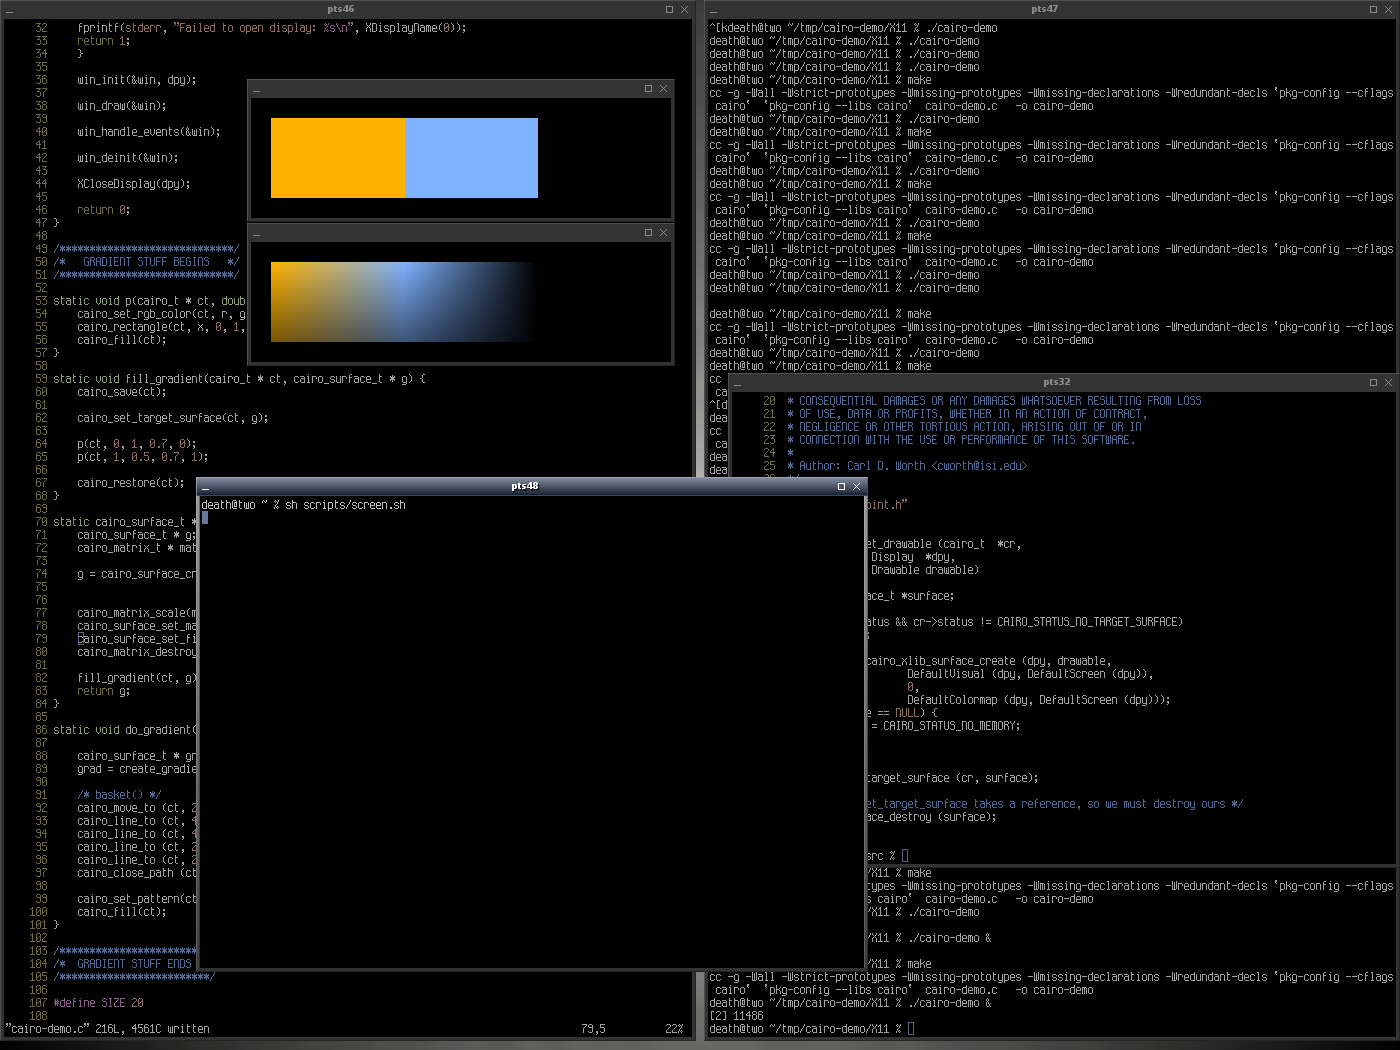 pts46
32 fprintf(stderr, "Failed to open display: %s\n", XDisplayName(0));
33 return 1;
34 }
35
36 win_init(&win, dpy);
37
38 win_draw(&win);
39
40 win_handle_events(&win);
41
42 win_deinit(&win);
43
44 XCloseDisplay(dpy);
45
46 return 0;
47 }
48
49 /*****************************/
50 /* GRADIENT STUFF BEGINS */
51 /*****************************/
52
53 static void p(cairo_t * ct, doub
54 cairo_set_rgb_color(ct, r, g
55 cairo_rectangle(ct, x, 0, 1,
56 cairo_fill(ct);
57 }
58
59 static void fill_gradient(cairo_t * ct, cairo_surface_t * g) {
60 cairo_save(ct);
61
62 cairo_set_target_surface(ct, g);
63
64 p(ct, 0, 1, 0.7, 0);
65 p(ct, 1, 0.5, 0.7, 1);
66
67 cairo_restore(ct);
68 }
69
70 static cairo_surface_t *
71 cairo_surface_t * g;
72 cairo_matrix_t * mat
73
74 g = cairo_surface_cr
75
76
77 cairo_matrix_scale(m
78 cairo_surface_set_ma
79 cairo_surface_set_fi
80 cairo_matrix_destroy
81
82 fill_gradient(ct, g)
83 return g;
84 }
85
86 static void do_gradient(
87
88 cairo_surface_t * gr
89 grad = create_gradie
90
91 /* basket() */
92 cairo_move_to (ct, 2
93 cairo_line_to (ct, 4
94 cairo_line_to (ct, 4
95 cairo_line_to (ct, 2
96 cairo_line_to (ct, 2
97 cairo_close_path (ct
98
99 cairo_set_pattern(ct
100 cairo_fill(ct);
101 }
102
103 /************************
104 /* GRADIENT STUFF ENDS
105 /*************************/
106
107 #define SIZE 20
108
"cairo-demo.c" 216L, 4561C written 79,5 22%
pts47
^[kdeath@two ~/tmp/cairo-demo/X11 % ./cairo-demo
death@two ~/tmp/cairo-demo/X11 % ./cairo-demo
death@two ~/tmp/cairo-demo/X11 % ./cairo-demo
death@two ~/tmp/cairo-demo/X11 % ./cairo-demo
death@two ~/tmp/cairo-demo/X11 % make
cc -g -Wall -Wstrict-prototypes -Wmissing-prototypes -Wmissing-declarations -Wredundant-decls `pkg-config --cflags
cairo` `pkg-config --libs cairo` cairo-demo.c -o cairo-demo
death@two ~/tmp/cairo-demo/X11 % ./cairo-demo
death@two ~/tmp/cairo-demo/X11 % make
cc -g -Wall -Wstrict-prototypes -Wmissing-prototypes -Wmissing-declarations -Wredundant-decls `pkg-config --cflags
cairo` `pkg-config --libs cairo` cairo-demo.c -o cairo-demo
death@two ~/tmp/cairo-demo/X11 % ./cairo-demo
death@two ~/tmp/cairo-demo/X11 % make
cc -g -Wall -Wstrict-prototypes -Wmissing-prototypes -Wmissing-declarations -Wredundant-decls `pkg-config --cflags
cairo` `pkg-config --libs cairo` cairo-demo.c -o cairo-demo
death@two ~/tmp/cairo-demo/X11 % ./cairo-demo
death@two ~/tmp/cairo-demo/X11 % make
cc -g -Wall -Wstrict-prototypes -Wmissing-prototypes -Wmissing-declarations -Wredundant-decls `pkg-config --cflags
cairo` `pkg-config --libs cairo` cairo-demo.c -o cairo-demo
death@two ~/tmp/cairo-demo/X11 % ./cairo-demo
death@two ~/tmp/cairo-demo/X11 % ./cairo-demo

death@two ~/tmp/cairo-demo/X11 % make
cc -g -Wall -Wstrict-prototypes -Wmissing-prototypes -Wmissing-declarations -Wredundant-decls `pkg-config --cflags
cairo` `pkg-config --libs cairo` cairo-demo.c -o cairo-demo
death@two ~/tmp/cairo-demo/X11 % ./cairo-demo
death@two ~/tmp/cairo-demo/X11 % make
cc
ca
^[d
dea
cc
ca
dea
pts32
20 * CONSEQUENTIAL DAMAGES OR ANY DAMAGES WHATSOEVER RESULTING FROM LOSS
21 * OF USE, DATA OR PROFITS, WHETHER IN AN ACTION OF CONTRACT,
22 * NEGLIGENCE OR OTHER TORTIOUS ACTION, ARISING OUT OF OR IN
23 * CONNECTION WITH THE USE OR PERFORMANCE OF THIS SOFTWARE.
24 *
25 * Author: Carl D. Worth <cworth@isi.edu>
oint.h"
et_drawable (cairo_t *cr,
Display *dpy,
Drawable drawable)
ace_t *surface;
atus && cr->status != CAIRO_STATUS_NO_TARGET_SURFACE)
;
cairo_xlib_surface_create (dpy, drawable,
DefaultVisual (dpy, DefaultScreen (dpy)),
0,
DefaultColormap (dpy, DefaultScreen (dpy)));
e == NULL) {
= CAIRO_STATUS_NO_MEMORY;
target_surface (cr, surface);
et_target_surface takes a reference, so we must destroy ours */
ace_destroy (surface);
src %
pts48
death@two ~ % sh scripts/screen.sh
/X11 % make
types -Wmissing-prototypes -Wmissing-declarations -Wredundant-decls `pkg-config --cflags
s cairo` cairo-demo.c -o cairo-demo
/X11 % ./cairo-demo
/X11 % ./cairo-demo &
/X11 % make
cc -g -Wall -Wstrict-prototypes -Wmissing-prototypes -Wmissing-declarations -Wredundant-decls `pkg-config --cflags
cairo` `pkg-config --libs cairo` cairo-demo.c -o cairo-demo
death@two ~/tmp/cairo-demo/X11 % ./cairo-demo &
[2] 11486
death@two ~/tmp/cairo-demo/X11 %